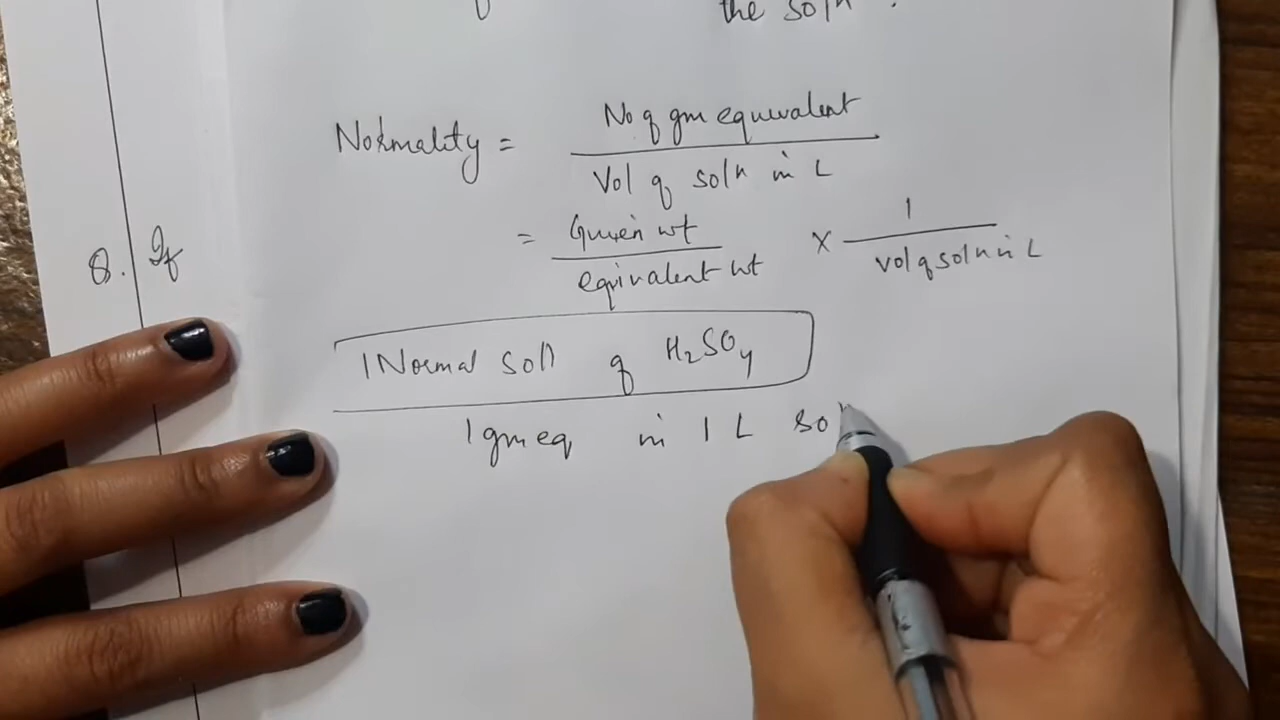 the soln.
Normality = No of gm equivalent
Vol of soln in L
= Given wt × 1
equivalent wt vol of soln in L
Q. If
1 Normal soln of H₂SO₄
1 gm eq in 1 L so